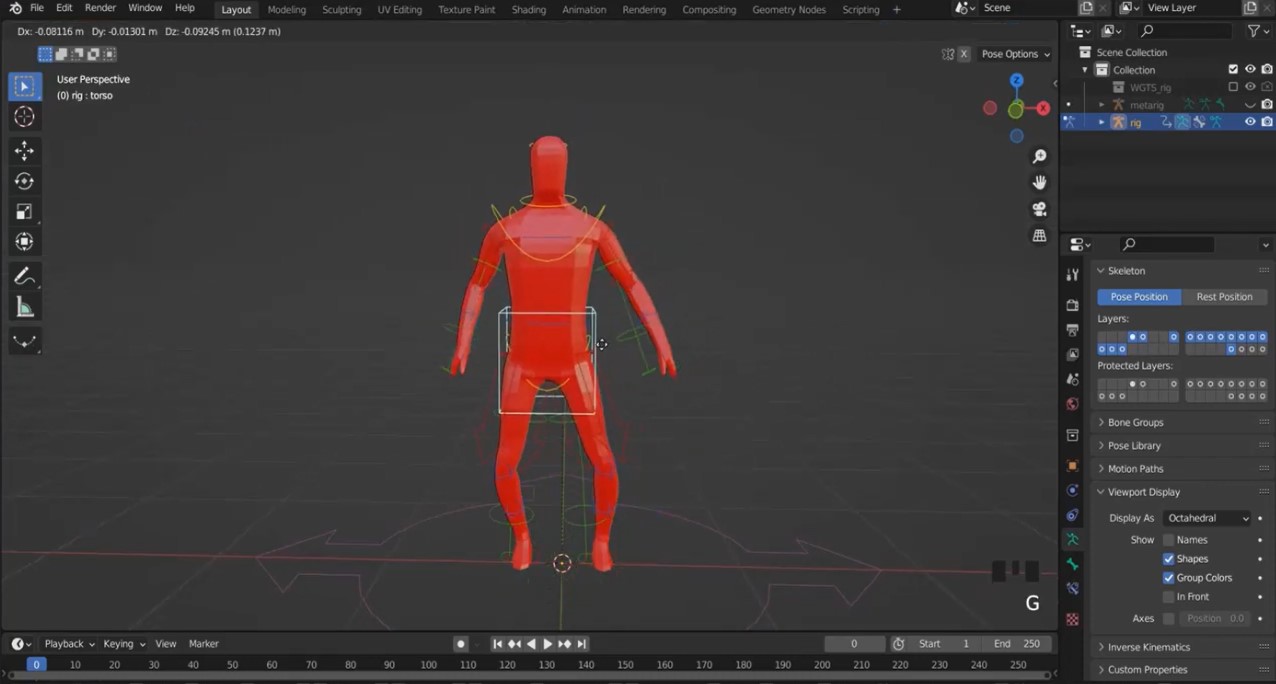 File Edit Render Window Help Layout Modeling Sculpting UV Editing Texture Paint Shading Animation Rendering Compositing Geometry Nodes Scripting + Scene View Layer
Dx: -0.08116 m Dy: -0.01301 m Dz: -0.09245 m (0.1237 m)
X Pose Options
User Perspective
(0) rig : torso
Z
X
G
Scene Collection
Collection
WGTS_rig
metarig
rig
Skeleton
Pose Position Rest Position
Layers:
Protected Layers:
Bone Groups
Pose Library
Motion Paths
Viewport Display
Display As Octahedral
Show Names
Shapes
Group Colors
In Front
Axes Position 0.0
Inverse Kinematics
Custom Properties
Playback Keying View Marker 0 Start 1 End 250
0 10 20 30 40 50 60 70 80 90 100 110 120 130 140 150 160 170 180 190 200 210 220 230 240 250